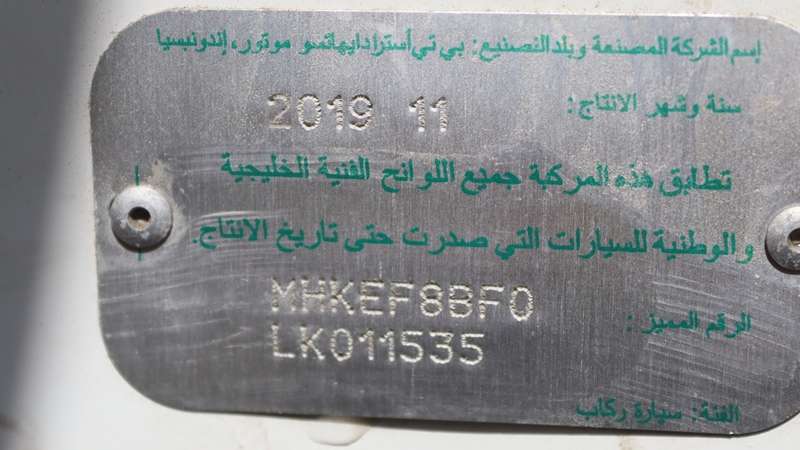 إسم الشركة المصنعة وبلد التصنيع: بي تي أسترا دايهاتسو موتور، إندونيسيا
سنة وشهر الانتاج: 2019 11
تطابق هذه المركبة جميع اللوائح الفنية الخليجية
والوطنية للسيارات التي صدرت حتى تاريخ الانتاج.
الرقم المميز: MHKEF8BF0
LK011535
الفئة: سيارة ركاب